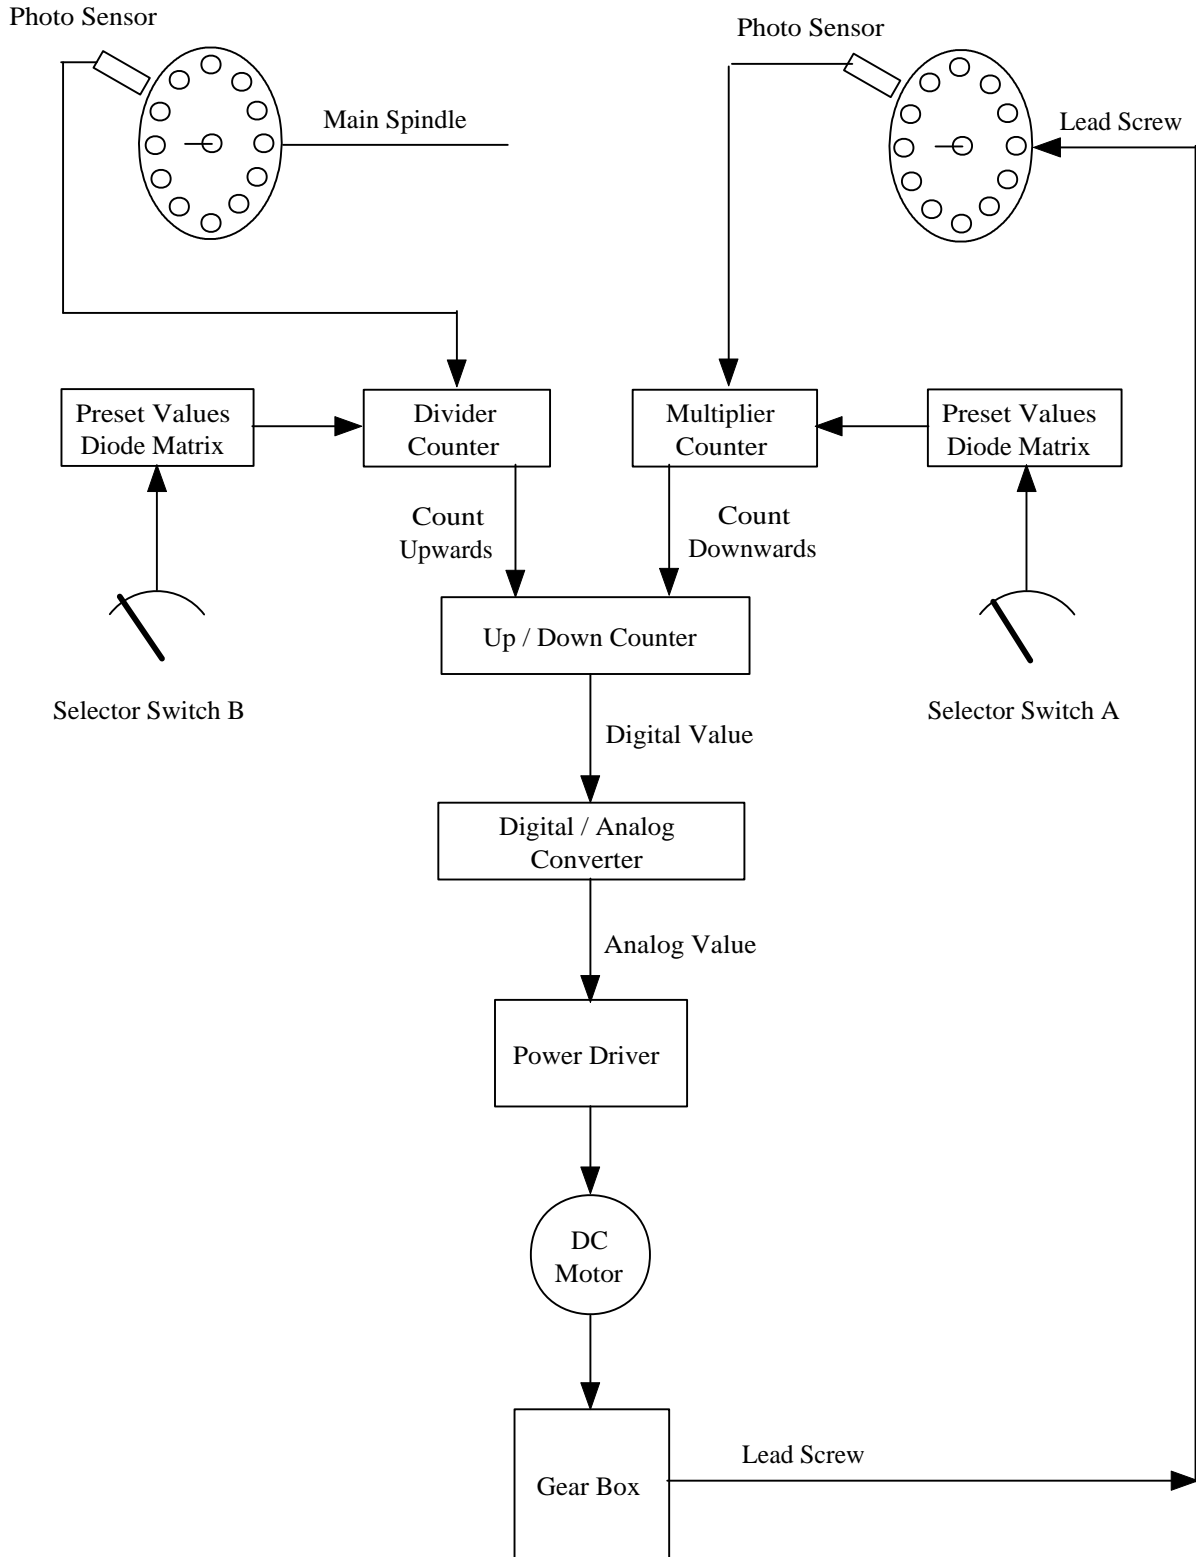 Photo Sensor
Photo Sensor
Main Spindle
Lead Screw
Preset Values
Diode Matrix
Divider
Counter
Multiplier
Counter
Preset Values
Diode Matrix
Count
Upwards
Count
Downwards
Up / Down Counter
Selector Switch B
Selector Switch A
Digital Value
Digital / Analog
Converter
Analog Value
Power Driver
DC
Motor
Lead Screw
Gear Box